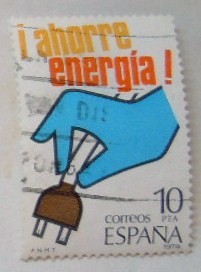 ¡ahorre
energía!
10
PTA
correos
ESPAÑA
F.N.M.T.
1979